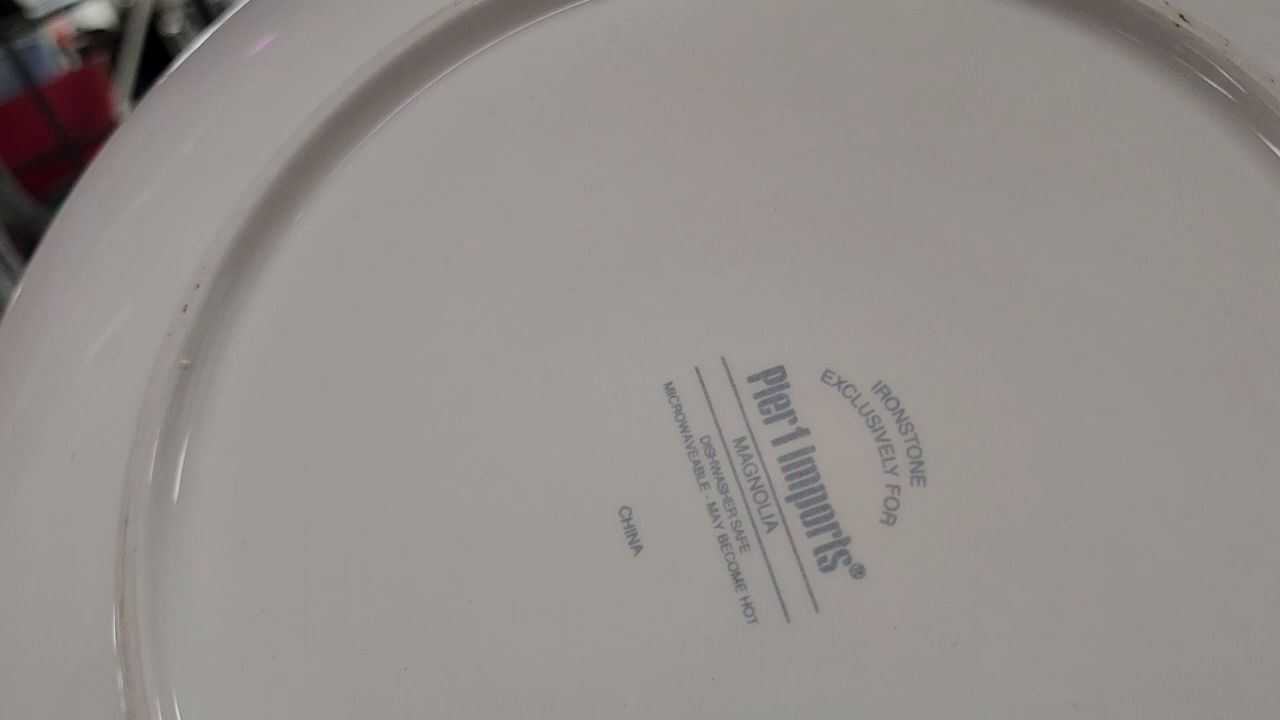 IRONSTONE
EXCLUSIVELY FOR
Pier 1 Imports®
MAGNOLIA
DISHWASHER SAFE
MICROWAVEABLE - MAY BECOME HOT
CHINA